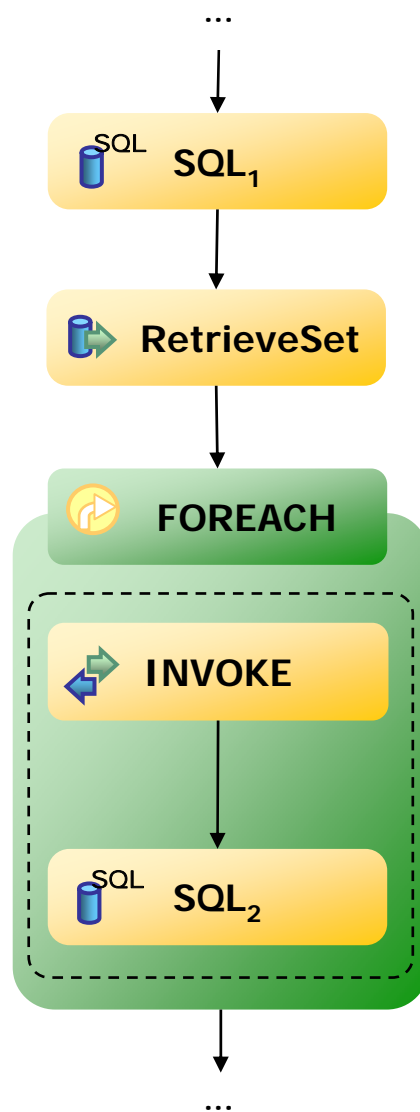 ...
SQL
SQL₁
RetrieveSet
FOREACH
INVOKE
SQL
SQL₂
...